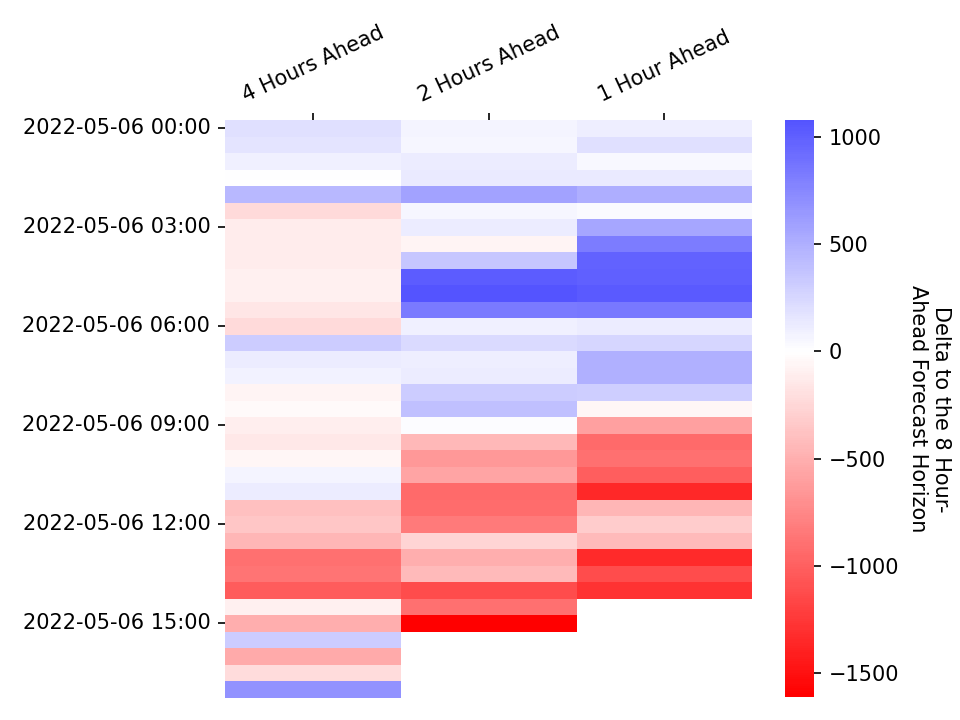 4 Hours Ahead
2 Hours Ahead
1 Hour Ahead
2022-05-06 00:00
2022-05-06 03:00
2022-05-06 06:00
2022-05-06 09:00
2022-05-06 12:00
2022-05-06 15:00
1000
500
0
−500
−1000
−1500
Delta to the 8 Hour-
Ahead Forecast Horizon